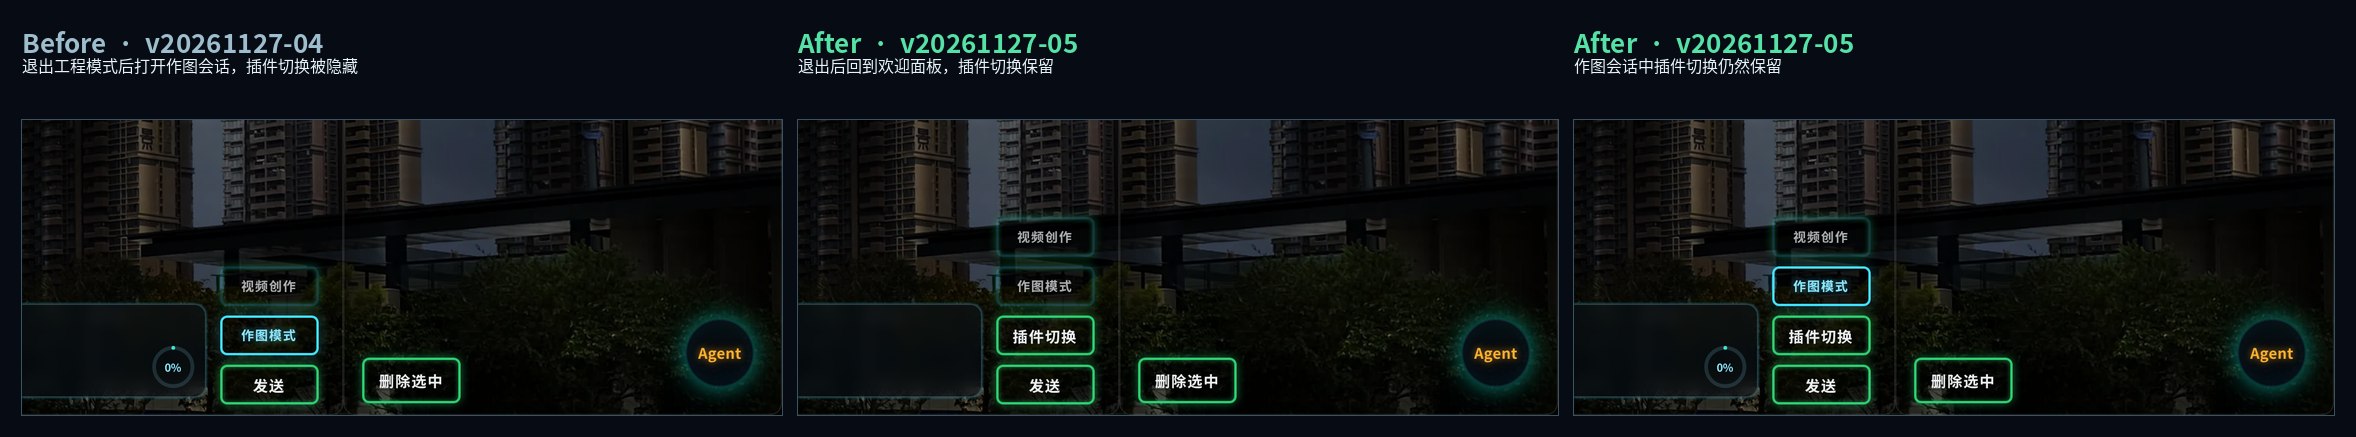 Before · v20261127-04
退出工程模式后打开作图会话，插件切换被隐藏
景
视频创作
作图模式
0%
发送
删除选中
Agent
After · v20261127-05
退出后回到欢迎面板，插件切换保留
景
视频创作
作图模式
插件切换
发送
删除选中
Agent
After · v20261127-05
作图会话中插件切换仍然保留
景
视频创作
作图模式
插件切换
0%
发送
删除选中
Agent